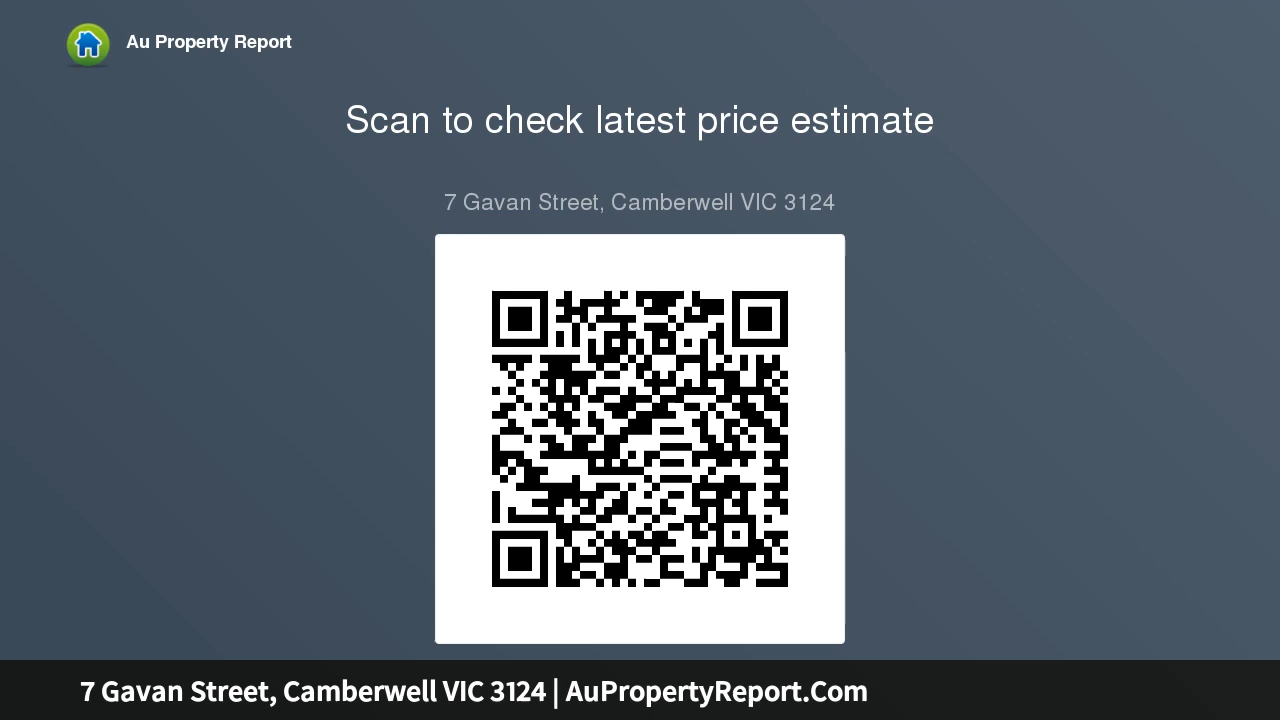 Au Property Report
Scan to check latest price estimate
7 Gavan Street, Camberwell VIC 3124
7 Gavan Street, Camberwell VIC 3124 | AuPropertyReport.Com